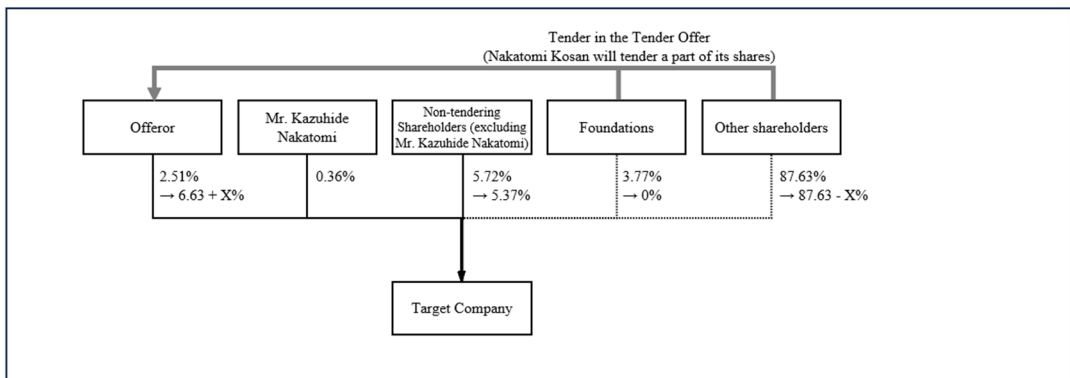 Tender in the Tender Offer
(Nakatomi Kosan will tender a part of its shares)
Offeror
Mr. Kazuhide
Nakatomi
Non-tendering
Shareholders (excluding
Mr. Kazuhide Nakatomi)
Foundations
Other shareholders
2.51%
→ 6.63 + X%
0.36%
5.72%
→ 5.37%
3.77%
→ 0%
87.63%
→ 87.63 - X%
Target Company